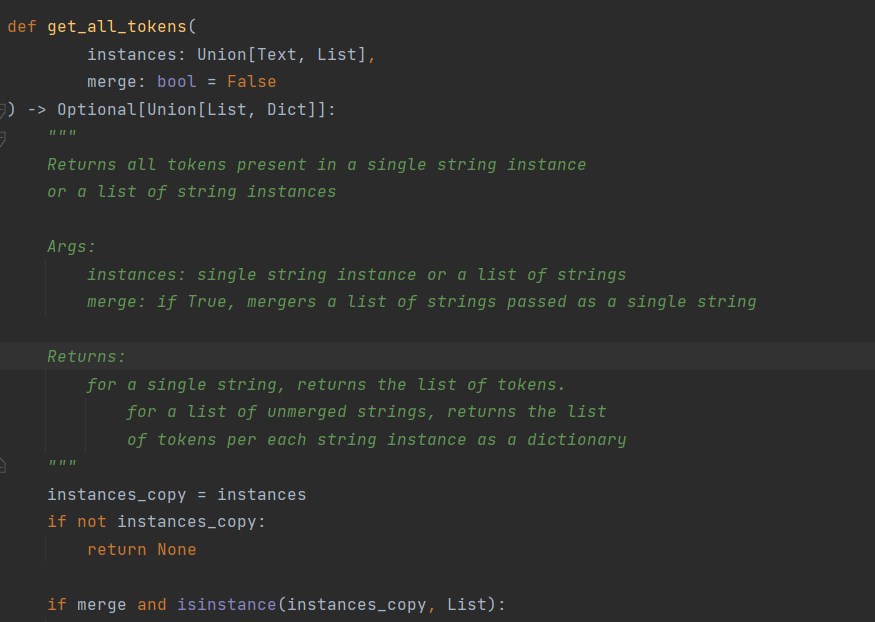 def get_all_tokens(
        instances: Union[Text, List],
        merge: bool = False
) -> Optional[Union[List, Dict]]:
    """
    Returns all tokens present in a single string instance
    or a list of string instances

    Args:
        instances: single string instance or a list of strings
        merge: if True, mergers a list of strings passed as a single string

    Returns:
        for a single string, returns the list of tokens.
            for a list of unmerged strings, returns the list
            of tokens per each string instance as a dictionary
    """
    instances_copy = instances
    if not instances_copy:
        return None

    if merge and isinstance(instances_copy, List):